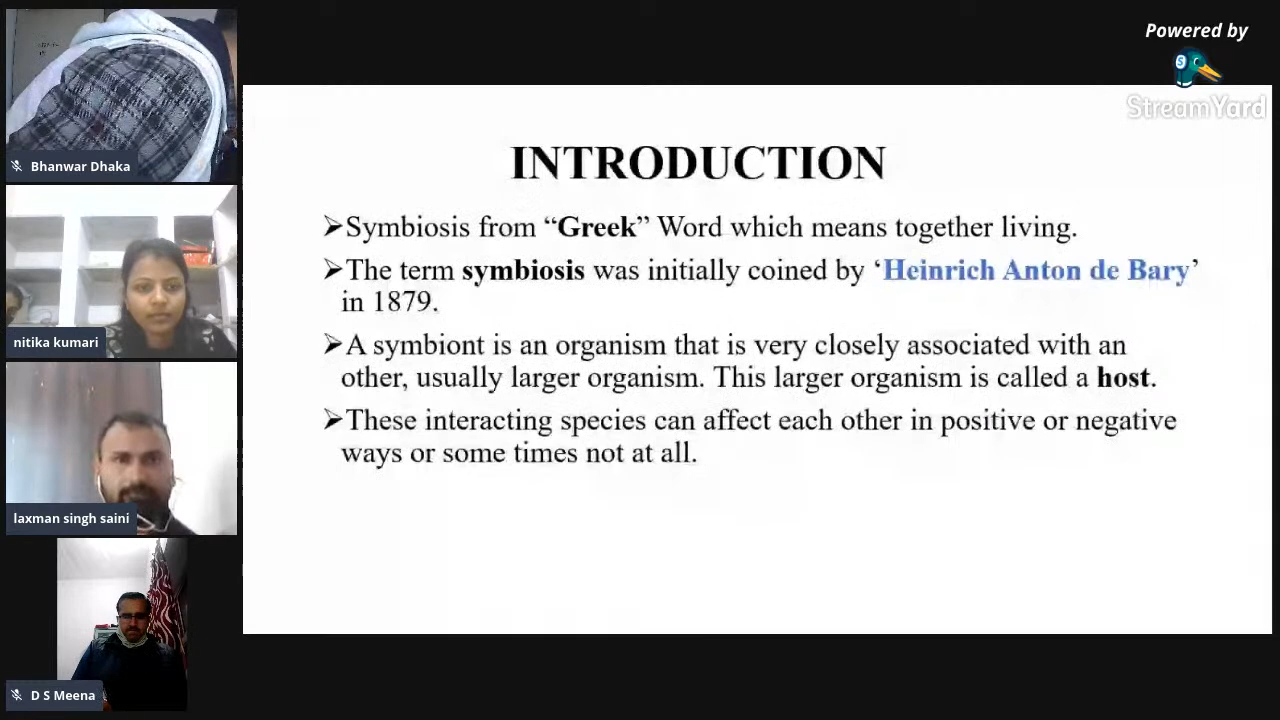 Powered by
StreamYard
Bhanwar Dhaka
nitika kumari
laxman singh saini
D S Meena
INTRODUCTION
➢Symbiosis from “Greek” Word which means together living.
➢The term symbiosis was initially coined by ‘Heinrich Anton de Bary’
in 1879.
➢A symbiont is an organism that is very closely associated with an
other, usually larger organism. This larger organism is called a host.
➢These interacting species can affect each other in positive or negative
ways or some times not at all.